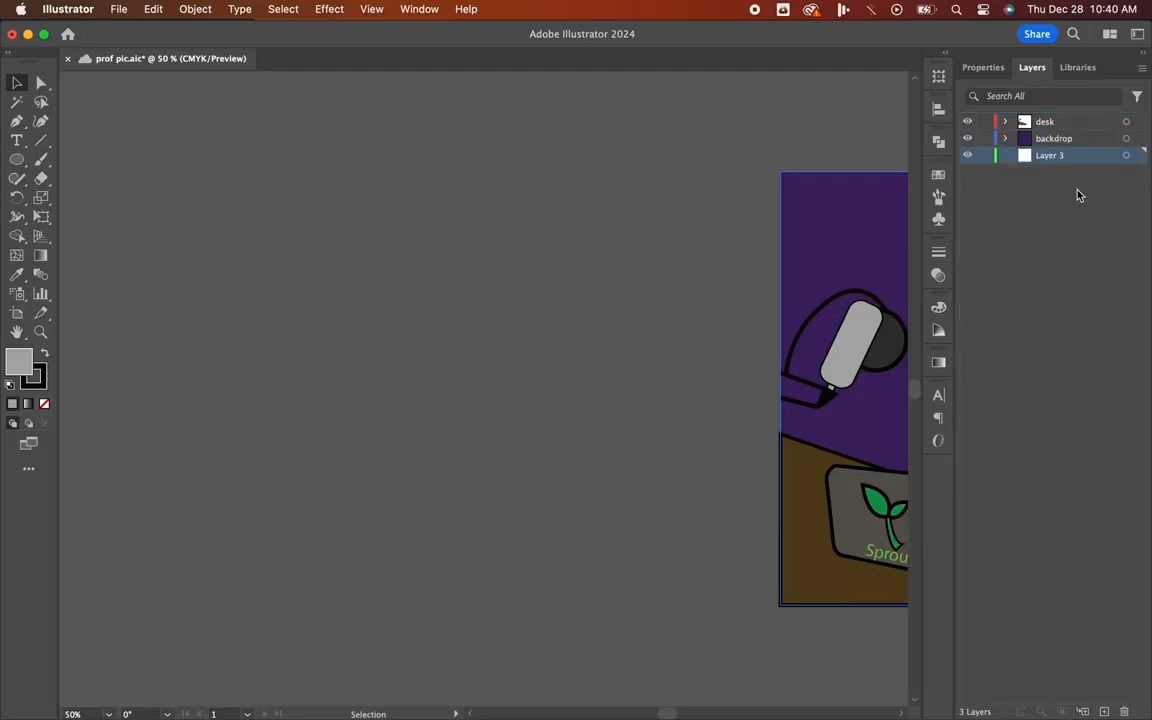 Illustrator File Edit Object Type Select Effect View Window Help Thu Dec 28 10:40 AM
Adobe Illustrator 2024 Share
× prof pic.aic* @ 50 % (CMYK/Preview)
Properties Layers Libraries
Search All
desk
backdrop
Layer 3
Sprou
50% 0° 1 Selection 3 Layers